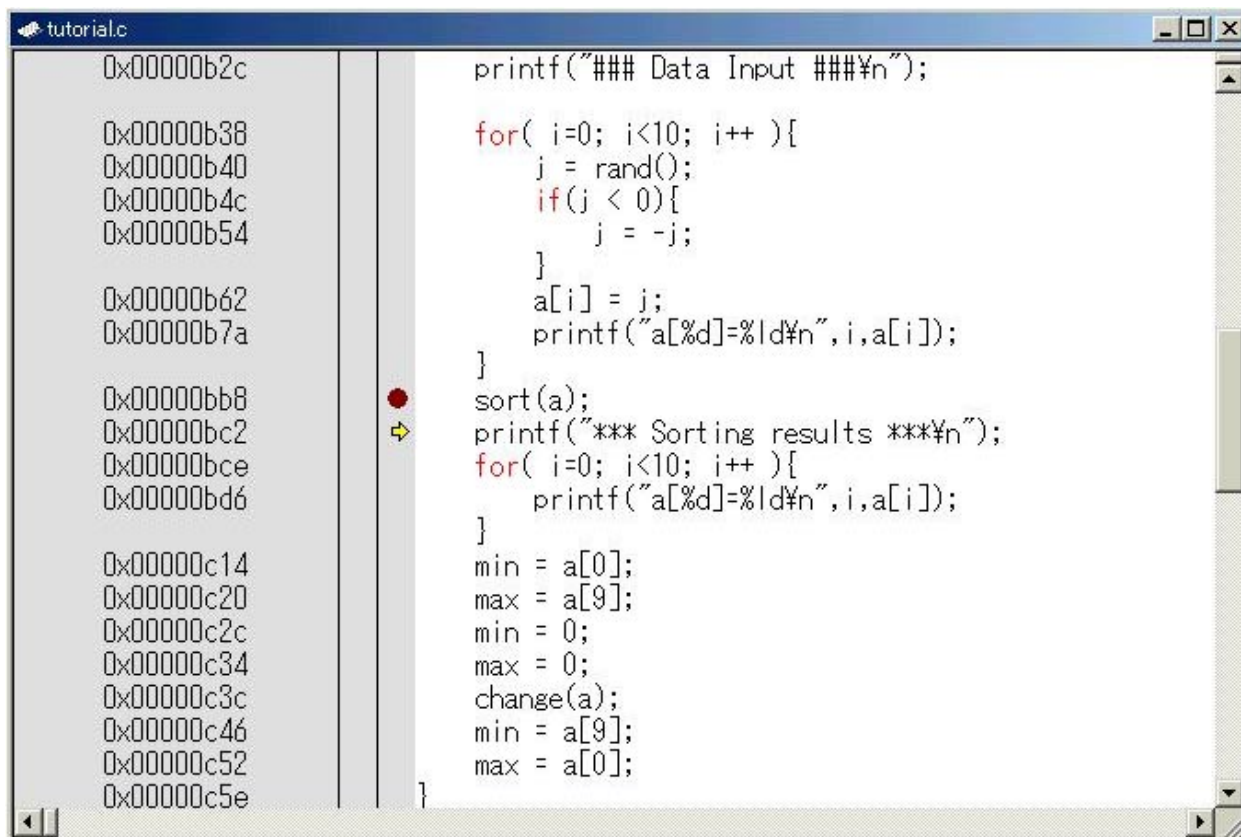 tutorial.c
0x00000b2c printf("### Data Input ###¥n");
0x00000b38 for( i=0; i<10; i++ ){
0x00000b40 j = rand();
0x00000b4c if(j < 0){
0x00000b54 j = -j;
}
0x00000b62 a[i] = j;
0x00000b7a printf("a[%d]=%ld¥n",i,a[i]);
}
0x00000bb8 sort(a);
0x00000bc2 printf("*** Sorting results ***¥n");
0x00000bce for( i=0; i<10; i++ ){
0x00000bd6 printf("a[%d]=%ld¥n",i,a[i]);
}
0x00000c14 min = a[0];
0x00000c20 max = a[9];
0x00000c2c min = 0;
0x00000c34 max = 0;
0x00000c3c change(a);
0x00000c46 min = a[9];
0x00000c52 max = a[0];
0x00000c5e }